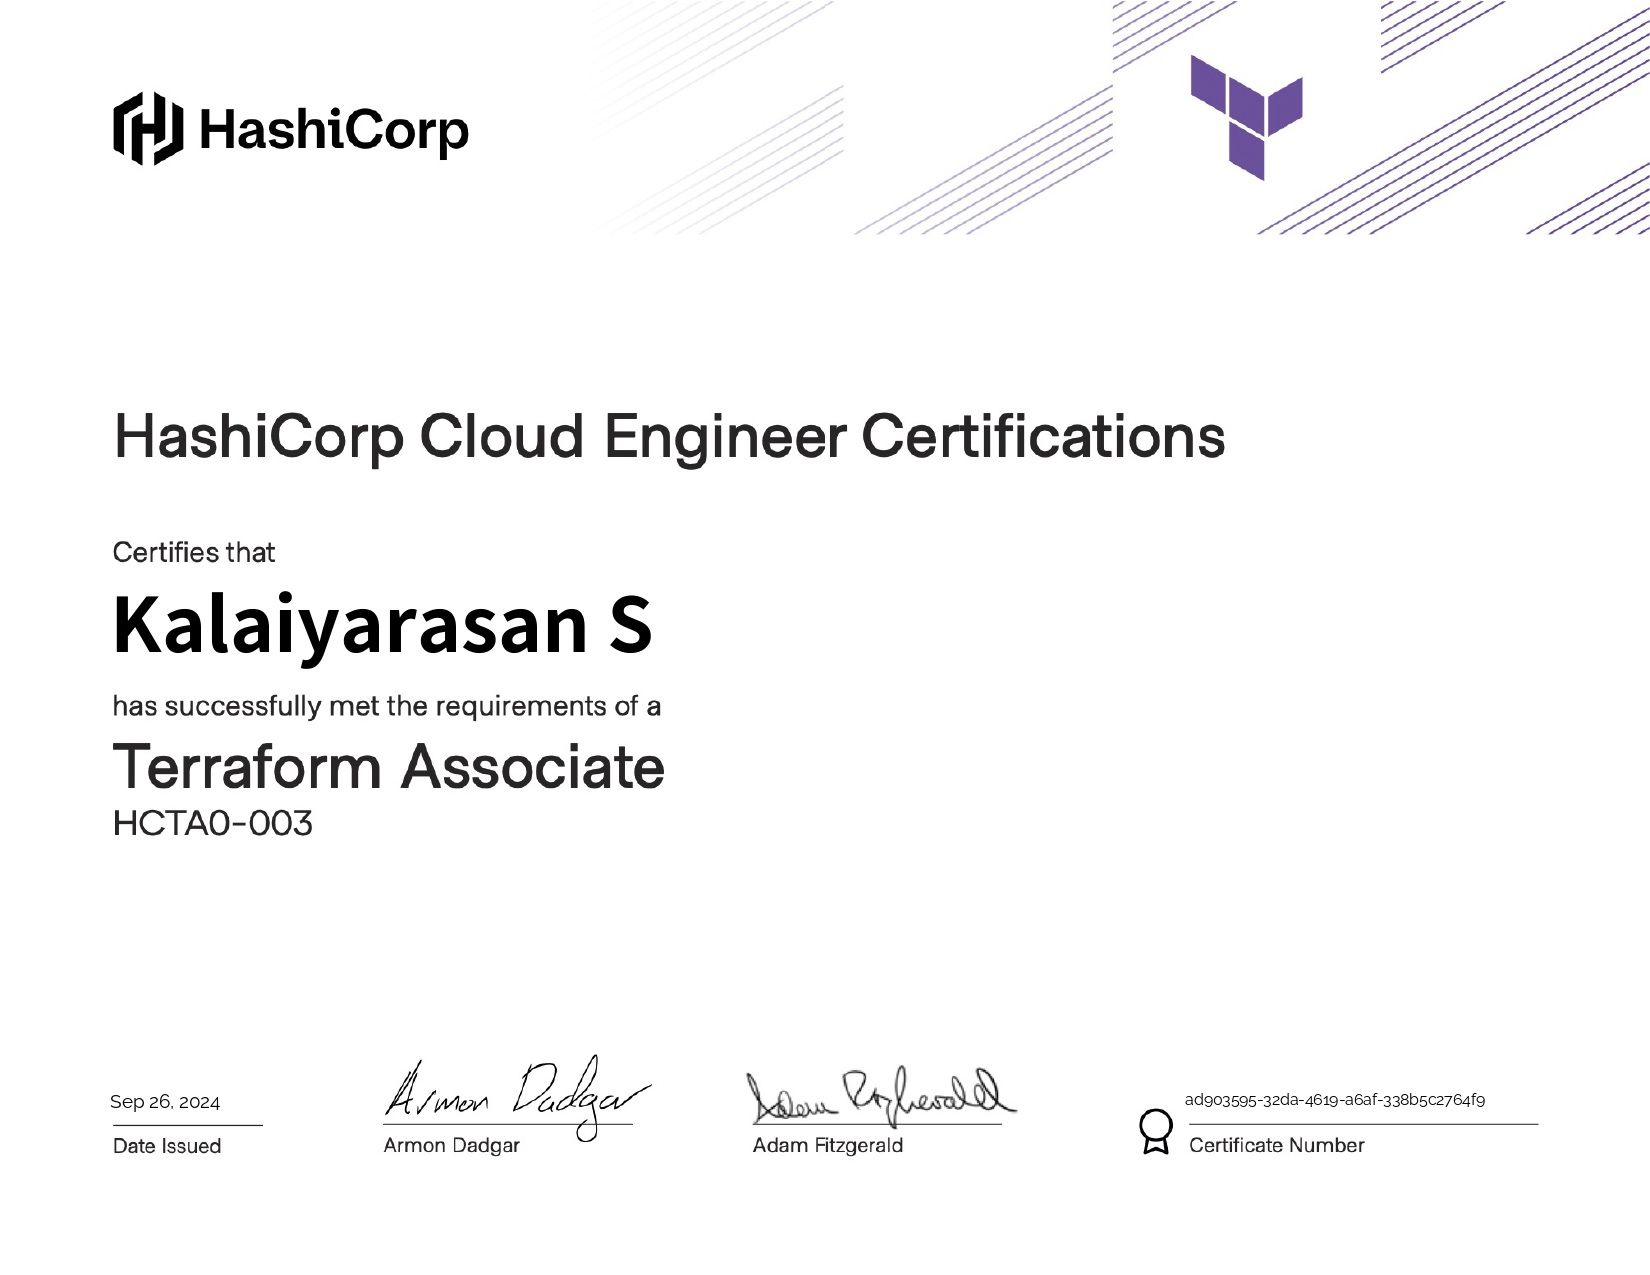 HashiCorp
HashiCorp Cloud Engineer Certifications
Certifies that
Kalaiyarasan S
has successfully met the requirements of a
Terraform Associate
HCTA0-003
Sep 26, 2024
Date Issued
Armon Dadgar
Armon Dadgar
Adam Fitzgerald
Adam Fitzgerald
ad903595-32da-4619-a6af-338b5c2764f9
Certificate Number